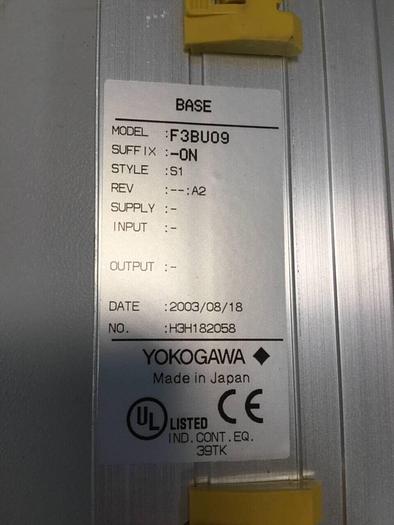 BASE
MODEL :F3BU09
SUFFIX :-0N
STYLE :S1
REV :--:A2
SUPPLY :-
INPUT :-
OUTPUT :-
DATE :2003/08/18
NO. :H3H182058
YOKOGAWA
Made in Japan
UL LISTED CE
IND.CONT.EQ.
39TK